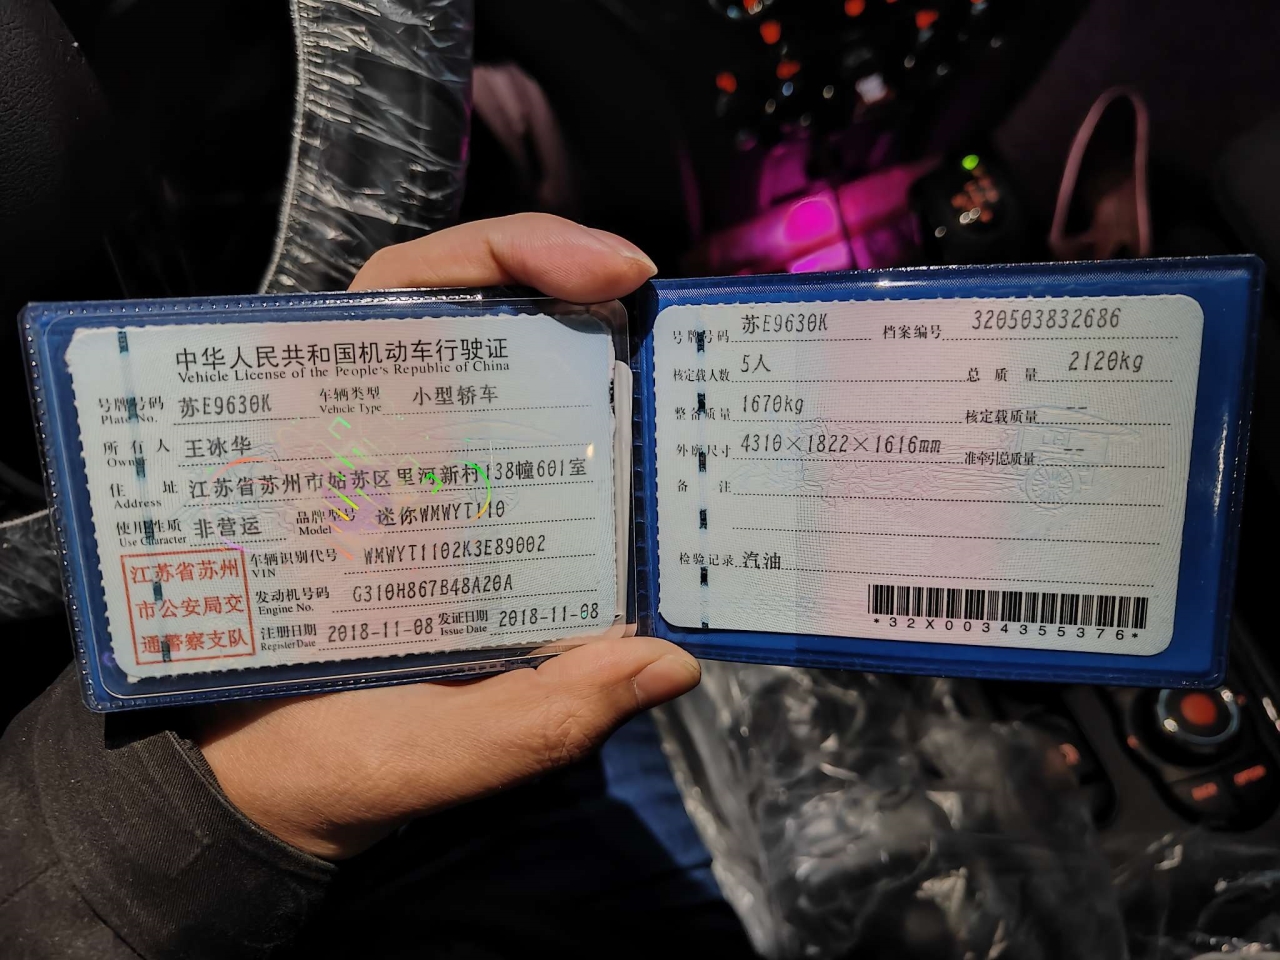 中华人民共和国机动车行驶证
Vehicle License of the People's Republic of China
号牌号码 Plate No. 苏E9630K 车辆类型 Vehicle Type 小型轿车
所有人 Owner 王冰华
住址 Address 江苏省苏州市姑苏区里河新村138幢601室
使用性质 Use Character 非营运 品牌型号 Model 迷你WMWYT110
车辆识别代号 VIN WMWYT1102K3E89002
发动机号码 Engine No. G310H867B48A20A
注册日期 Register Date 2018-11-08 发证日期 Issue Date 2018-11-08
江苏省苏州
市公安局交
通警察支队
号牌号码 苏E9630K 档案编号 320503832686
核定载人数 5人 总质量 2120kg
整备质量 1670kg 核定载质量 --
外廓尺寸 4310×1822×1616mm 准牵引总质量 --
备注
检验记录 汽油
*32X0034355376*